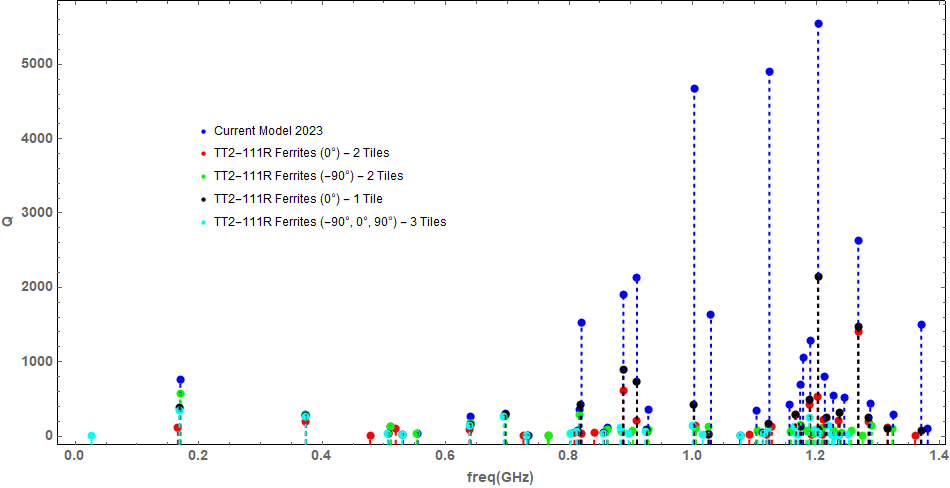 5000
4000
3000
2000
1000
0
Q
Current Model 2023
TT2-111R Ferrites (0°) - 2 Tiles
TT2-111R Ferrites (-90°) - 2 Tiles
TT2-111R Ferrites (0°) - 1 Tile
TT2-111R Ferrites (-90°, 0°, 90°) - 3 Tiles
0.0 0.2 0.4 0.6 0.8 1.0 1.2 1.4
freq(GHz)